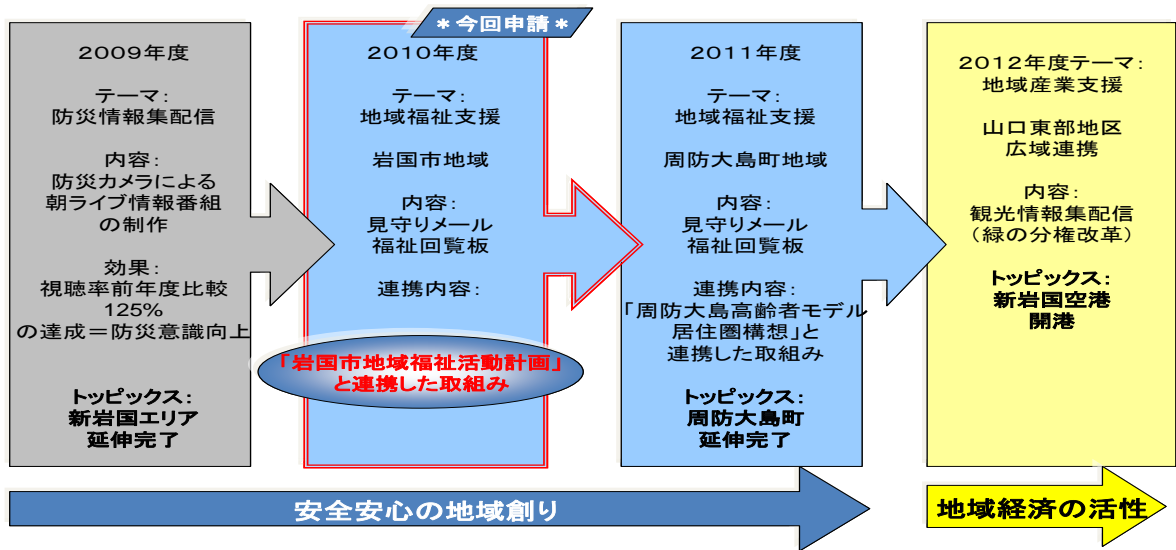 ＊今回申請＊
2009年度
テーマ：
防災情報集配信
内容：
防災カメラによる
朝ライブ情報番組
の制作
効果：
視聴率前年度比較
125%
の達成＝防災意識向上
トッピックス：
新岩国エリア
延伸完了
2010年度
テーマ：
地域福祉支援
岩国市地域
内容：
見守りメール
福祉回覧板
連携内容：
「岩国市地域福祉活動計画」
と連携した取組み
2011年度
テーマ：
地域福祉支援
周防大島町地域
内容：
見守りメール
福祉回覧板
連携内容：
「周防大島高齢者モデル
居住圏構想」と
連携した取組み
トッピックス：
周防大島町
延伸完了
2012年度テーマ：
地域産業支援
山口東部地区
広域連携
内容：
観光情報集配信
（緑の分権改革）
トッピックス：
新岩国空港
開港
安全安心の地域創り
地域経済の活性